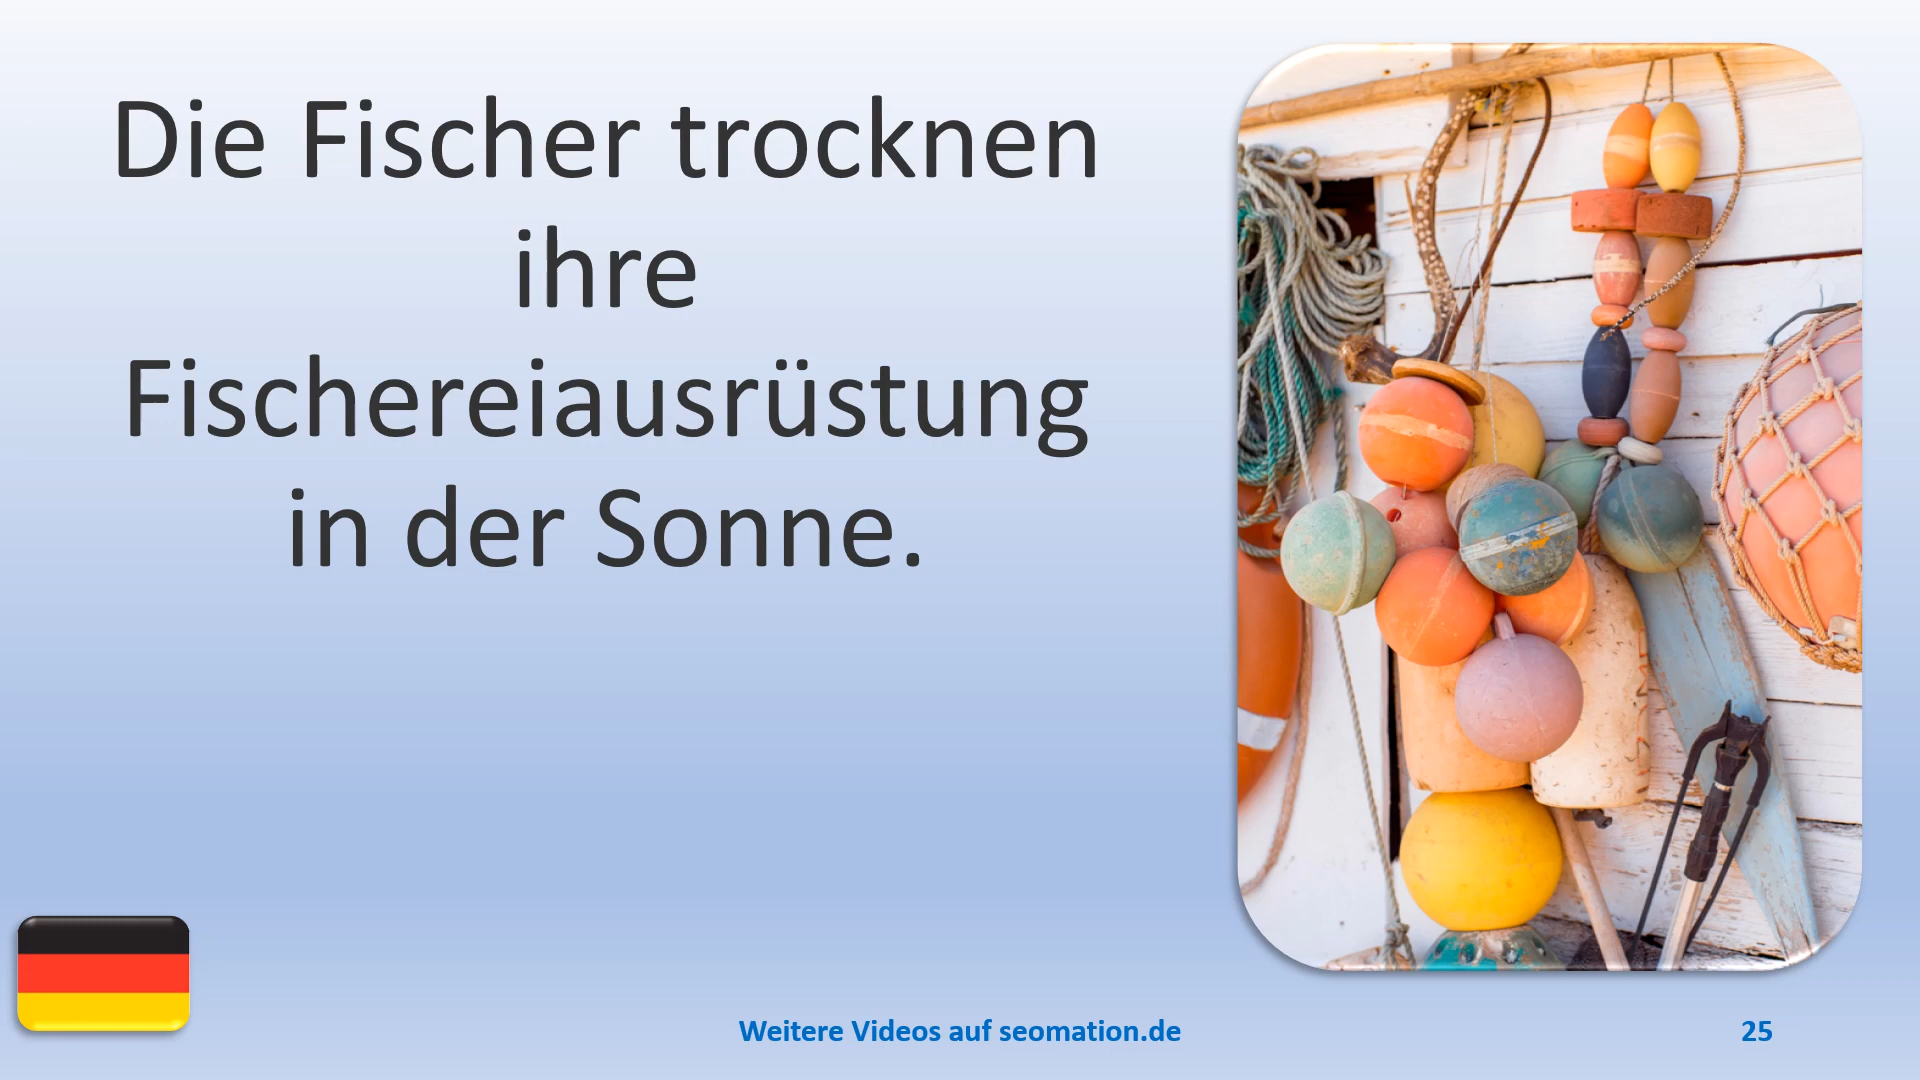 Die Fischer trocknen
ihre
Fischereiausrüstung
in der Sonne.
Weitere Videos auf seomation.de
25